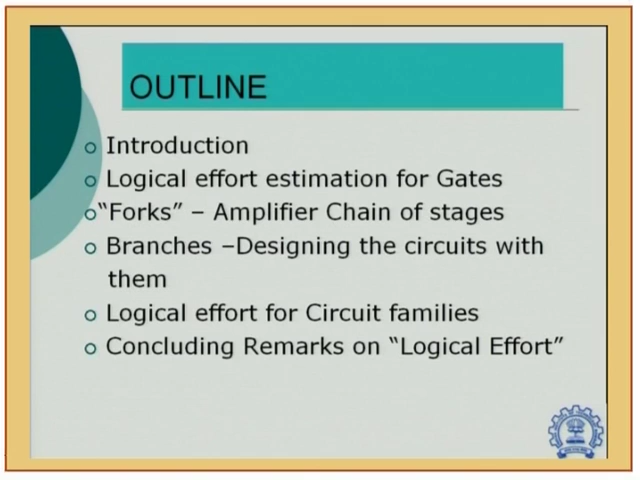 OUTLINE
Introduction
Logical effort estimation for Gates
“Forks” – Amplifier Chain of stages
Branches –Designing the circuits with
them
Logical effort for Circuit families
Concluding Remarks on “Logical Effort”